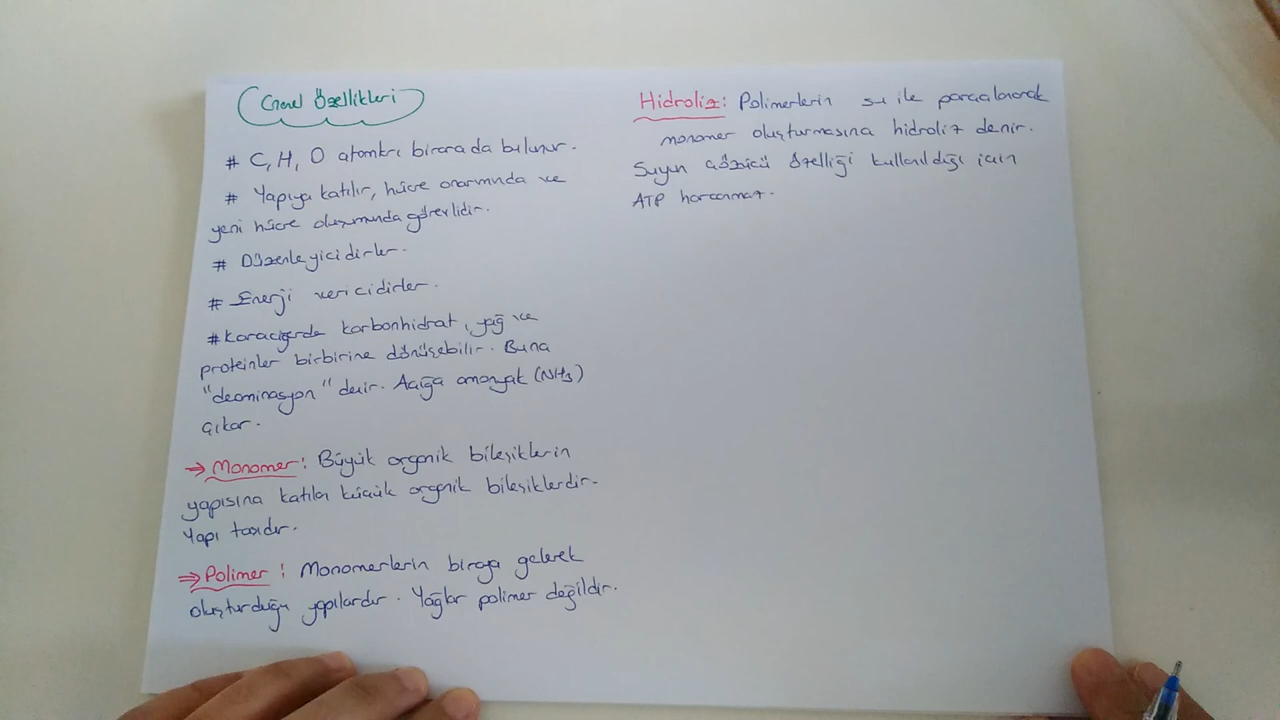 Genel Özellikleri
# C, H, O atomları birarada bulunur.
# Yapıya katılır, hücre onarımında ve
yeni hücre oluşumunda görevlidir.
# Düzenleyicidirler.
# Enerji vericidirler.
# Karaciğerde karbonhidrat, yağ ve
proteinler birbirine dönüşebilir. Buna
"deaminasyon" denir. Açığa amonyak (NH3)
çıkar.
⇒ Monomer: Büyük organik bileşiklerin
yapısına katılan küçük organik bileşiklerdir.
Yapı taşıdır.
⇒ Polimer: Monomerlerin biraya gelerek
oluşturduğu yapılardır. Yağlar polimer değildir.
Hidroliz: Polimerlerin su ile parçalanarak
monomer oluşturmasına hidroliz denir.
Suyun çözücü özelliği kullanıldığı için
ATP harcanmaz.